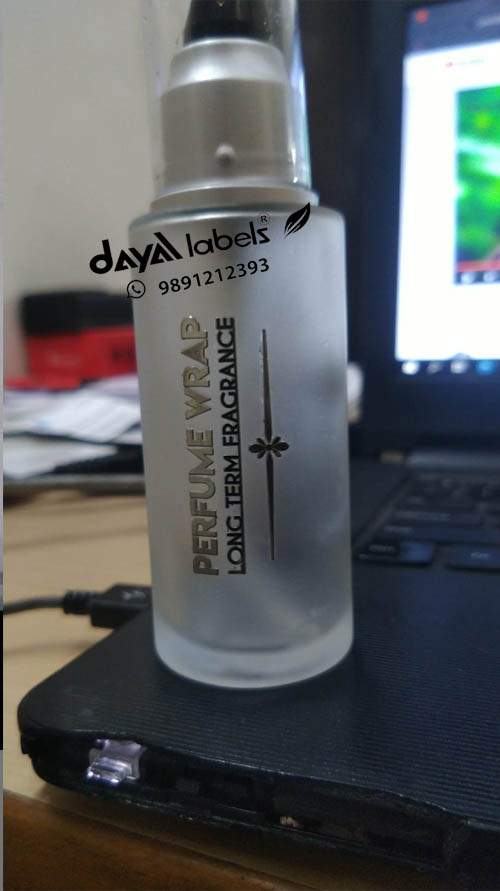 dayal labels®
9891212393
PERFUME WRAP
LONG TERM FRAGRANCE